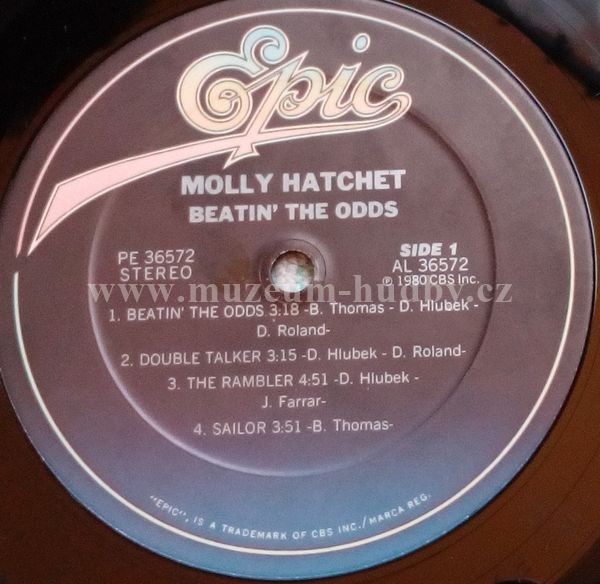 Epic
MOLLY HATCHET
BEATIN' THE ODDS
PE 36572
STEREO
SIDE 1
AL 36572
℗ 1980 CBS Inc.
www.muzeum-hudby.cz
1. BEATIN' THE ODDS 3:18 -B. Thomas - D. Hlubek -
D. Roland-
2. DOUBLE TALKER 3:15 -D. Hlubek - D. Roland-
3. THE RAMBLER 4:51 -D. Hlubek -
J. Farrar-
4. SAILOR 3:51 -B. Thomas-
"EPIC", IS A TRADEMARK OF CBS INC./MARCA REG.